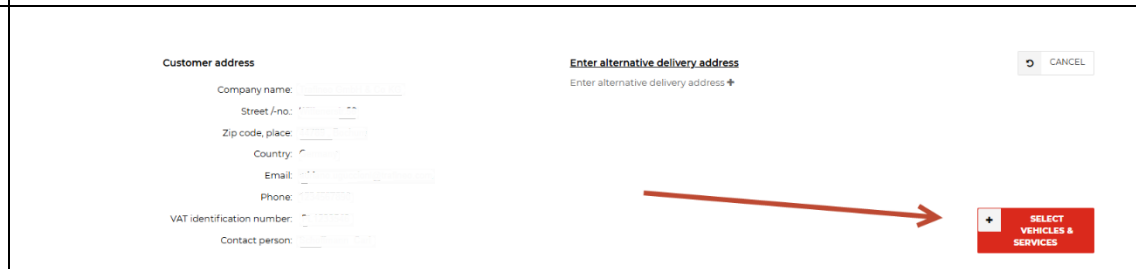 Customer address
Company name:
Street /-no.:
Zip code, place:
Country:
Email:
Phone:
VAT identification number:
Contact person:
Enter alternative delivery address
Enter alternative delivery address +
CANCEL
+ SELECT
VEHICLES &
SERVICES